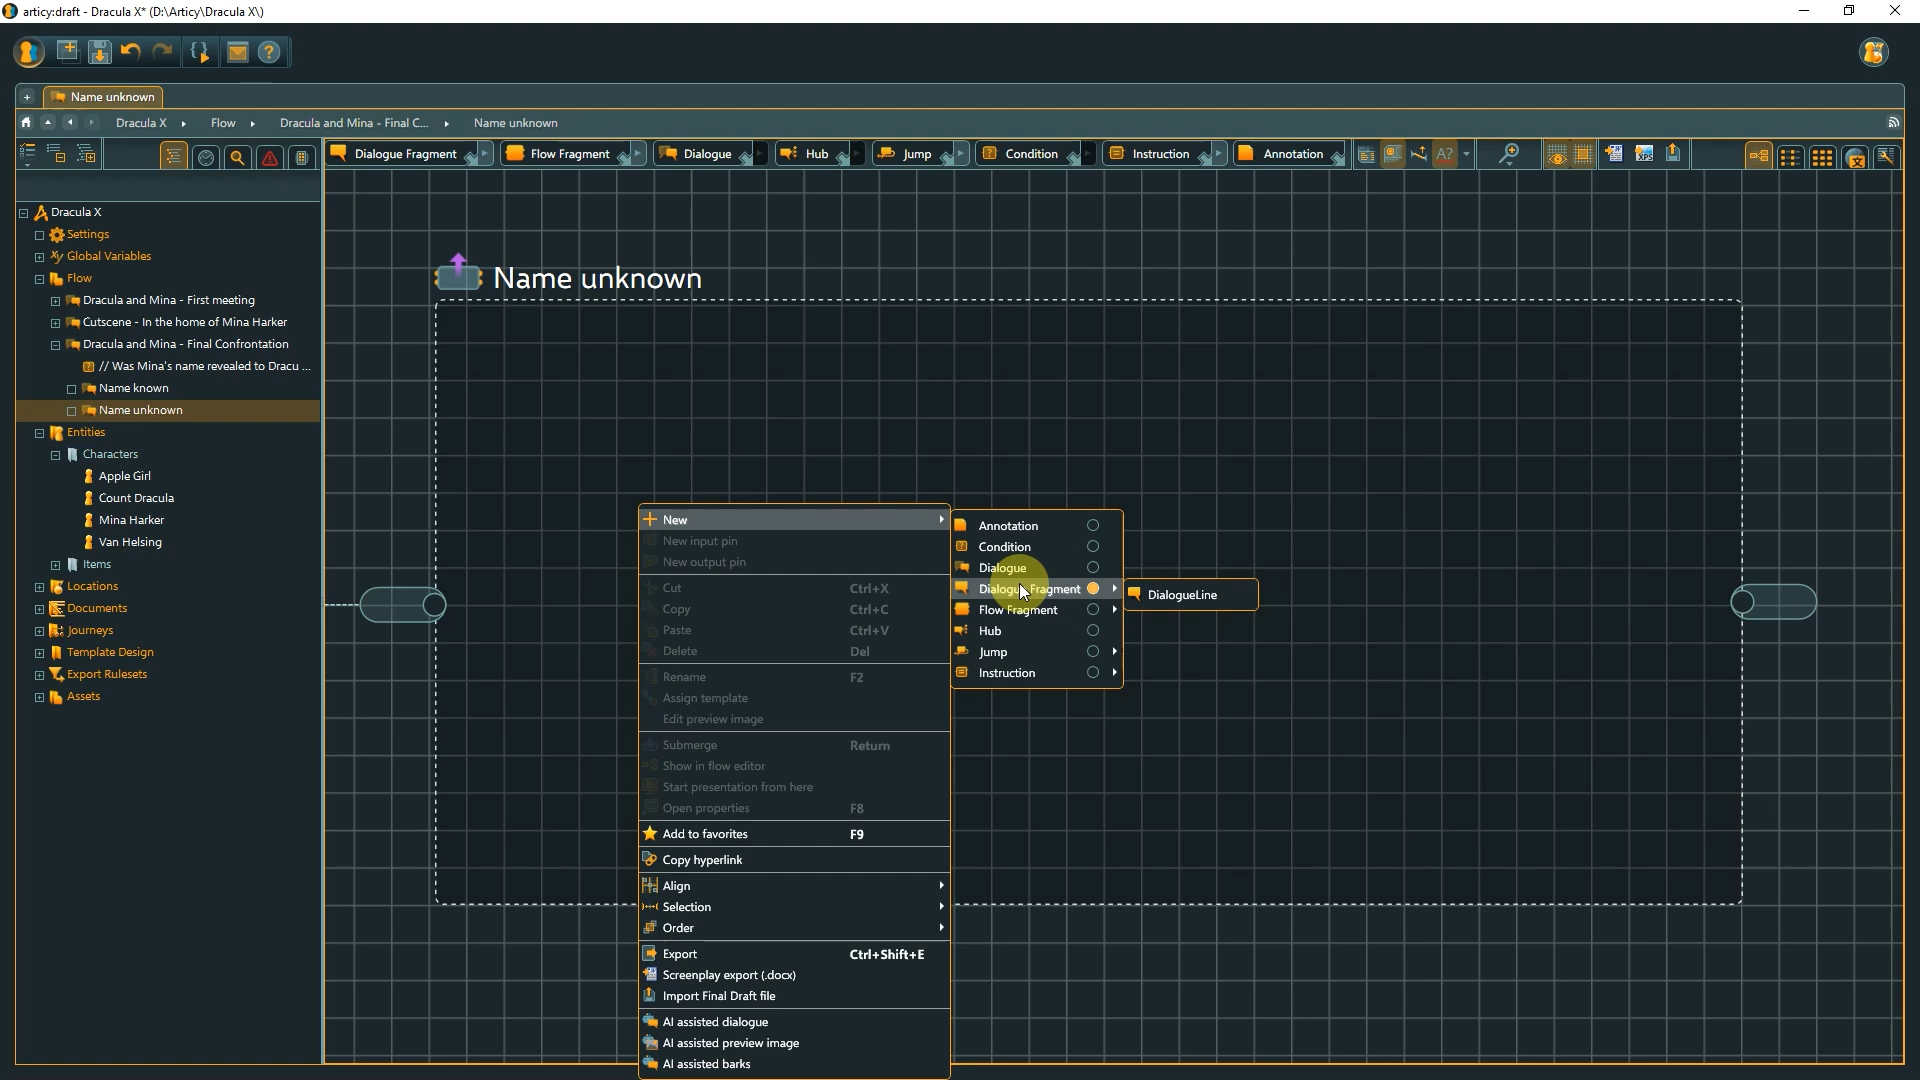 articy:draft - Dracula X* (D:\Articy\Dracula X\)
Name unknown
Dracula X
Flow
Dracula and Mina - Final C...
Name unknown
Dialogue Fragment
Flow Fragment
Dialogue
Hub
Jump
Condition
Instruction
Annotation
A?
Dracula X
Settings
Global Variables
Flow
Dracula and Mina - First meeting
Cutscene - In the home of Mina Harker
Dracula and Mina - Final Confrontation
// Was Mina's name revealed to Dracu ...
Name known
Name unknown
Entities
Characters
Apple Girl
Count Dracula
Mina Harker
Van Helsing
Items
Locations
Documents
Journeys
Template Design
Export Rulesets
Assets
Name unknown
New
New input pin
New output pin
Cut Ctrl+X
Copy Ctrl+C
Paste Ctrl+V
Delete Del
Rename F2
Assign template
Edit preview image
Submerge Return
Show in flow editor
Start presentation from here
Open properties F8
Add to favorites F9
Copy hyperlink
Align
Selection
Order
Export Ctrl+Shift+E
Screenplay export (.docx)
Import Final Draft file
AI assisted dialogue
AI assisted preview image
AI assisted barks
Annotation
Condition
Dialogue
Dialogue Fragment
Flow Fragment
Hub
Jump
Instruction
DialogueLine